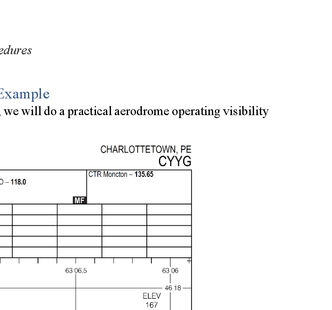 edures
Example
we will do a practical aerodrome operating visibility
CHARLOTTETOWN, PE
CYYG
O – 118.0
CTR Moncton – 135.65
MF
63 06.5
63 06
46 18
ELEV
167